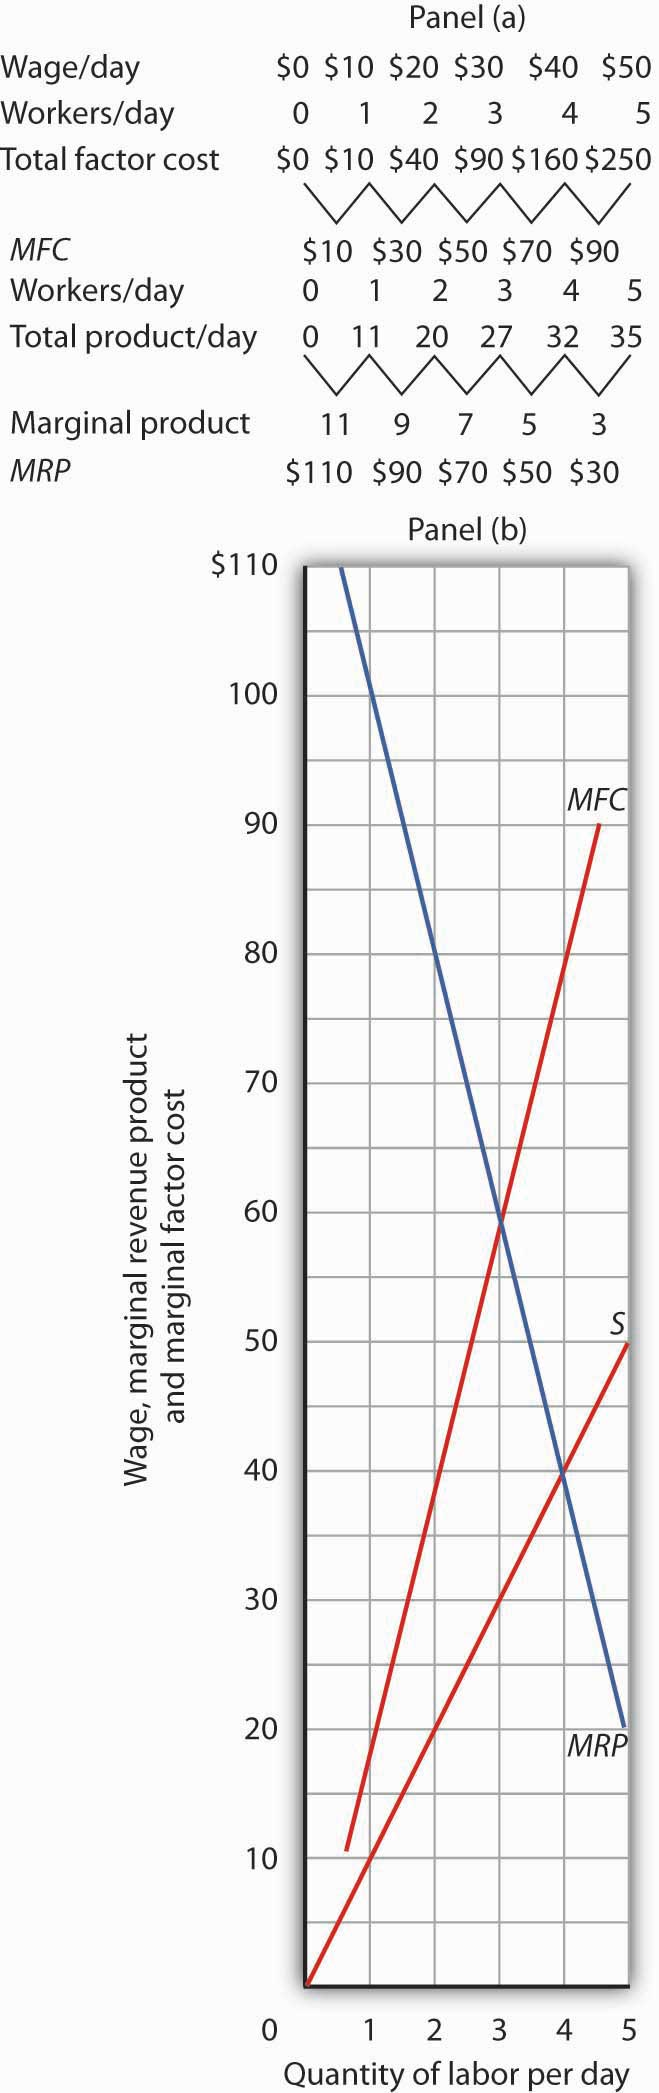 Panel (a)
Wage/day $0 $10 $20 $30 $40 $50
Workers/day 0 1 2 3 4 5
Total factor cost $0 $10 $40 $90 $160 $250
MFC $10 $30 $50 $70 $90
Workers/day 0 1 2 3 4 5
Total product/day 0 11 20 27 32 35
Marginal product 11 9 7 5 3
MRP $110 $90 $70 $50 $30
Panel (b)
$110
100
90
80
70
60
50
40
30
20
10
Wage, marginal revenue product
and marginal factor cost
MFC
S
MRP
0 1 2 3 4 5
Quantity of labor per day